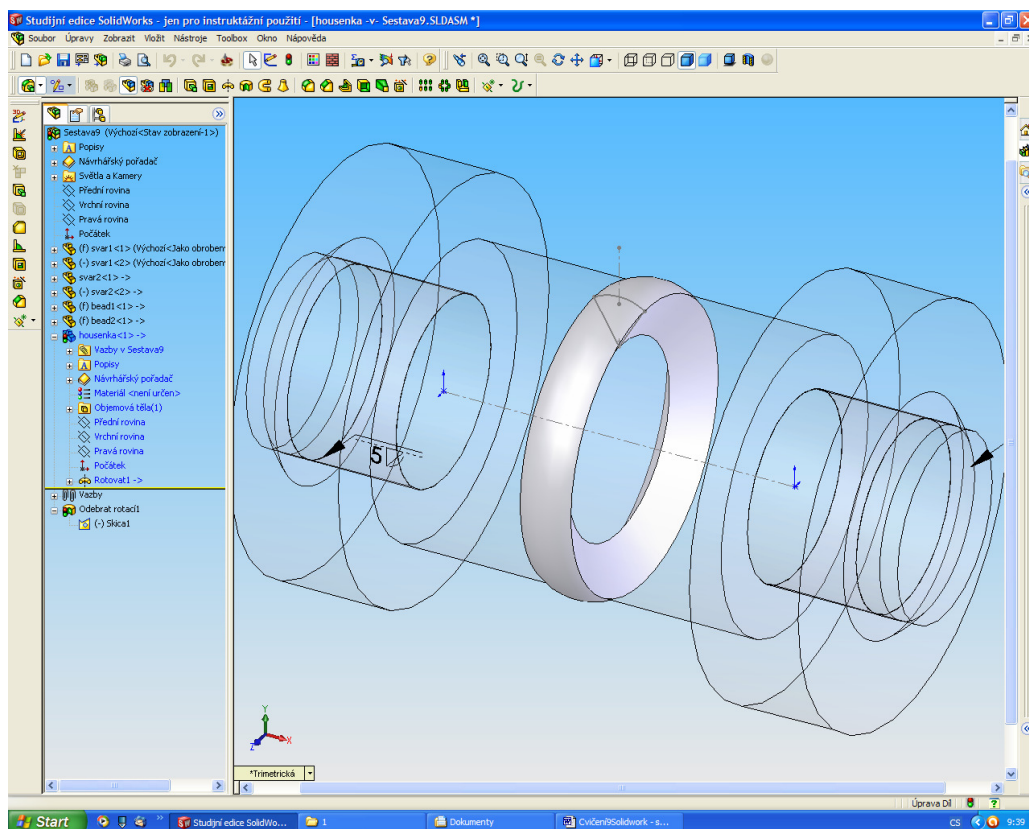 Studijní edice SolidWorks - jen pro instruktážní použití - [housenka -v- Sestava9.SLDASM *]
Soubor Úpravy Zobrazit Vložit Nástroje Toolbox Okno Nápověda
Sestava9 (Výchozí<Stav zobrazení-1>)
Popisy
Návrhářský pořadač
Světla a Kamery
Přední rovina
Vrchní rovina
Pravá rovina
Počátek
(f) svar1<1> (Výchozí<Jako obroben
(-) svar1<2> (Výchozí<Jako obroben
svar2<1> ->
(-) svar2<2> ->
(f) bead1<1> ->
(f) bead2<1> ->
housenka<1> ->
Vazby v Sestava9
Popisy
Návrhářský pořadač
Materiál <není určen>
Objemová těla(1)
Přední rovina
Vrchní rovina
Pravá rovina
Počátek
Rotovat1 ->
Vazby
Odebrat rotací1
(-) Skica1
5
Y
X
Z
*Trimetrická
Úprava Díl
Start
Studijní edice SolidWo...
1
Dokumenty
Cvičení9Solidwork - s...
CS
9:39